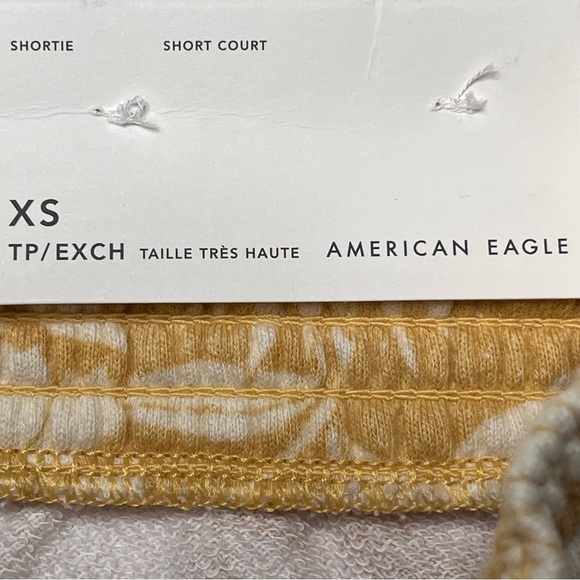 SHORTIE SHORT COURT
XS
TP/EXCH TAILLE TRÈS HAUTE AMERICAN EAGLE